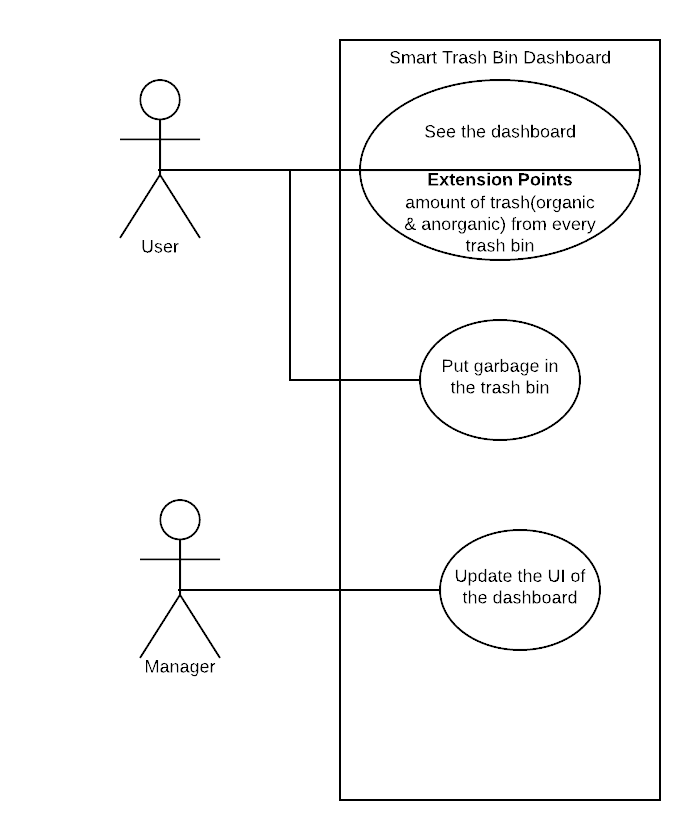 Smart Trash Bin Dashboard
See the dashboard
Extension Points
amount of trash(organic
& anorganic) from every
trash bin
User
Put garbage in
the trash bin
Update the UI of
the dashboard
Manager